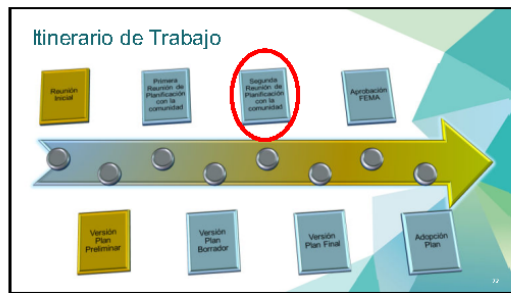 Itinerario de Trabajo
Reunión
Inicial
Primera
Reunión de
Planificación
con la
comunidad
Segunda
Reunión de
Planificación
con la
comunidad
Aprobación
FEMA
Versión
Plan
Preliminar
Versión
Plan
Borrador
Versión
Plan Final
Adopción
Plan